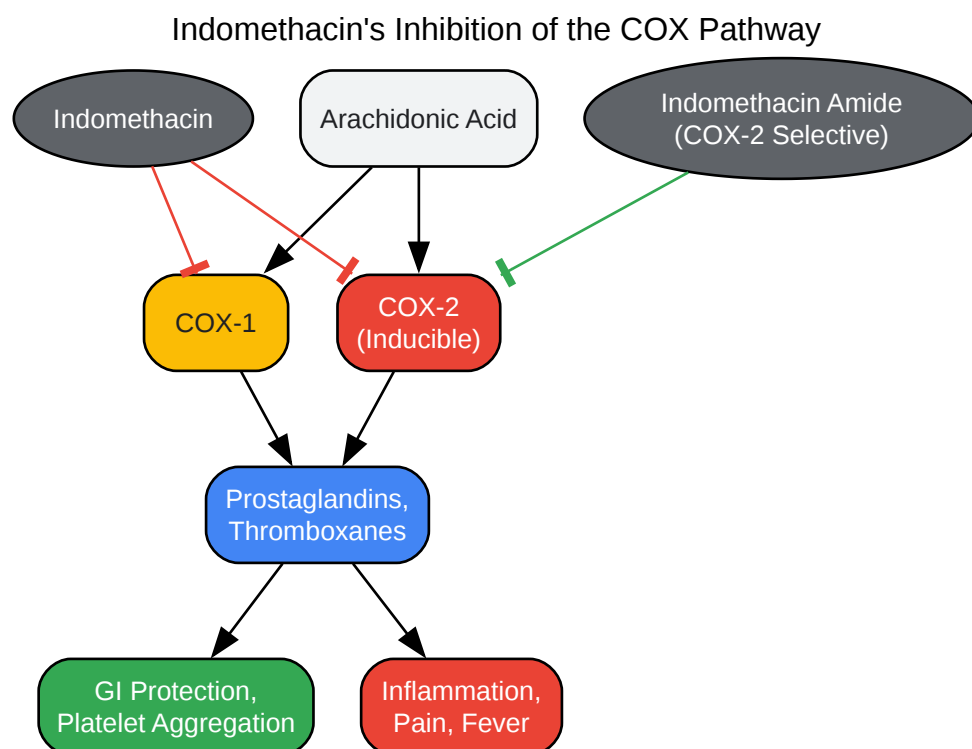 Indomethacin's Inhibition of the COX Pathway
Indomethacin
Arachidonic Acid
Indomethacin Amide
(COX-2 Selective)
COX-1
COX-2
(Inducible)
Prostaglandins,
Thromboxanes
GI Protection,
Platelet Aggregation
Inflammation,
Pain, Fever